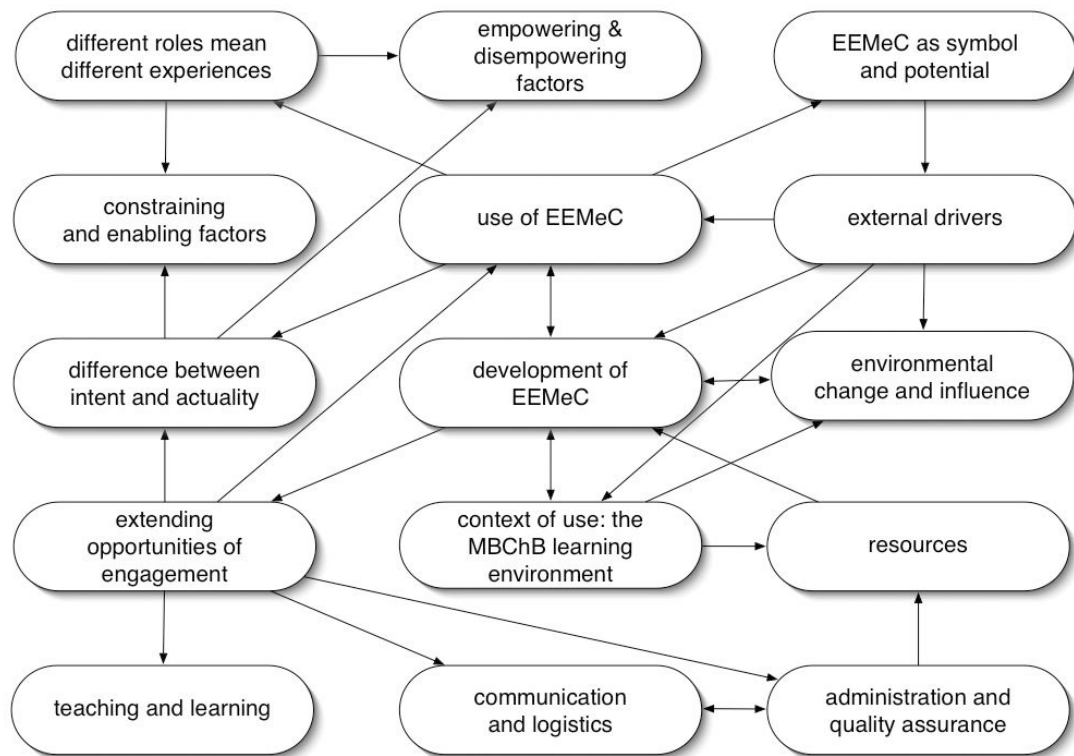 different roles mean
different experiences
empowering &
disempowering
factors
EEMeC as symbol
and potential
constraining
and enabling factors
use of EEMeC
external drivers
difference between
intent and actuality
development of
EEMeC
environmental
change and influence
extending
opportunities of
engagement
context of use: the
MBChB learning
environment
resources
teaching and learning
communication
and logistics
administration and
quality assurance